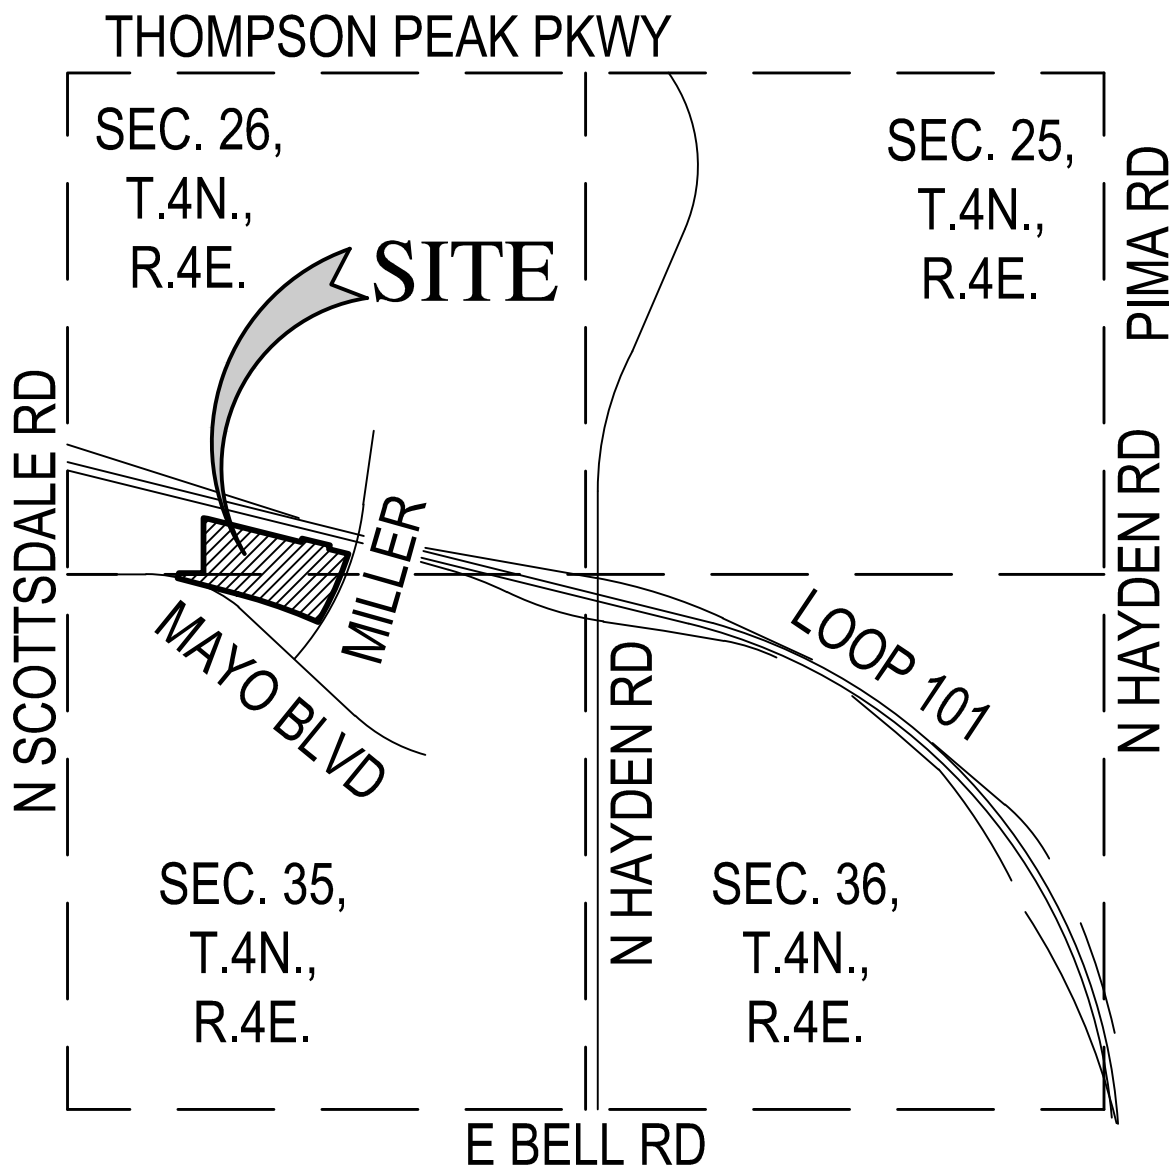 THOMPSON PEAK PKWY
SEC. 26,
T.4N.,
R.4E.
SITE
SEC. 25,
T.4N.,
R.4E.
PIMA RD
N SCOTTSDALE RD
MILLER
MAYO BLVD
LOOP 101
N HAYDEN RD
N HAYDEN RD
SEC. 35,
T.4N.,
R.4E.
SEC. 36,
T.4N.,
R.4E.
E BELL RD